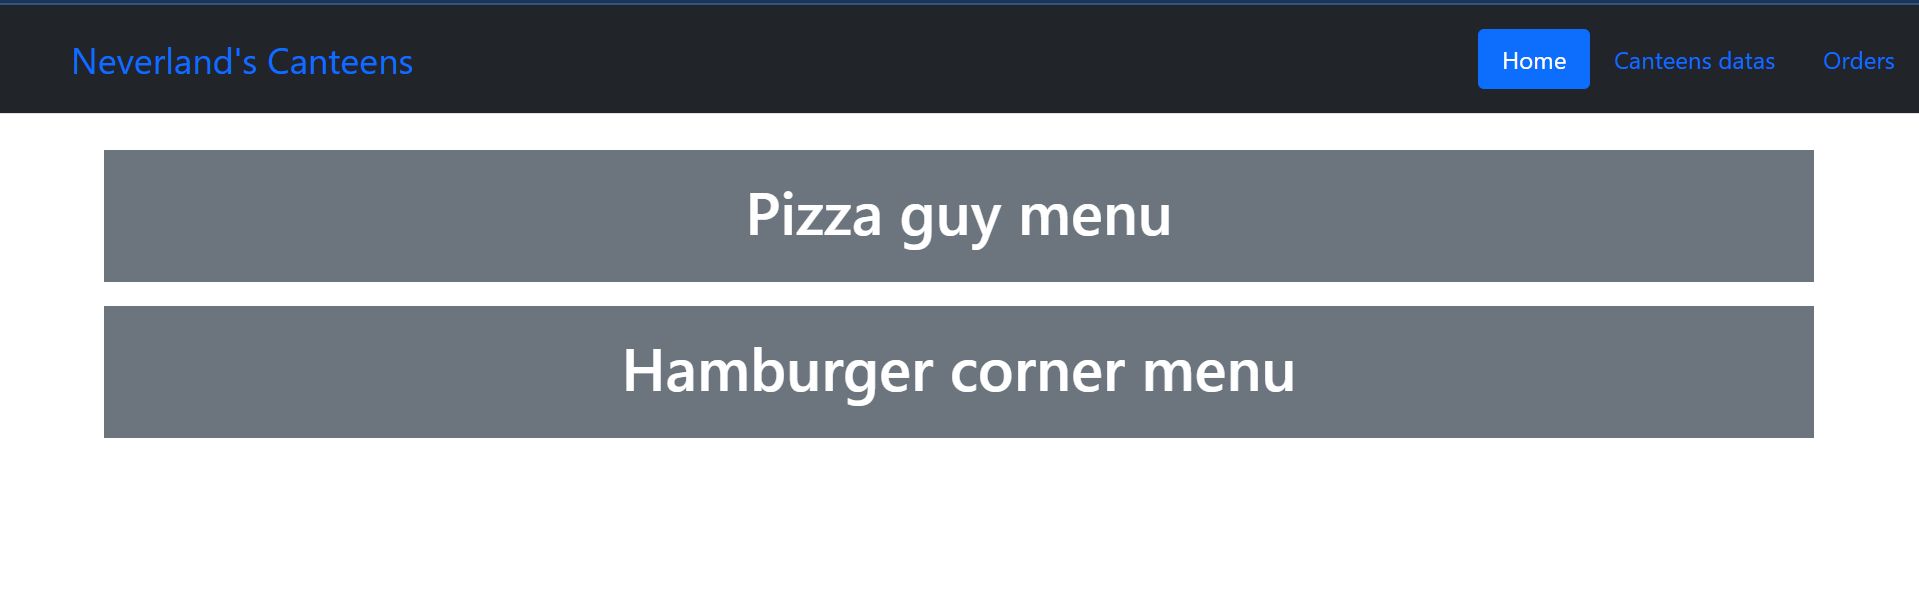 Neverland's Canteens
Home
Canteens datas
Orders
Pizza guy menu
Hamburger corner menu